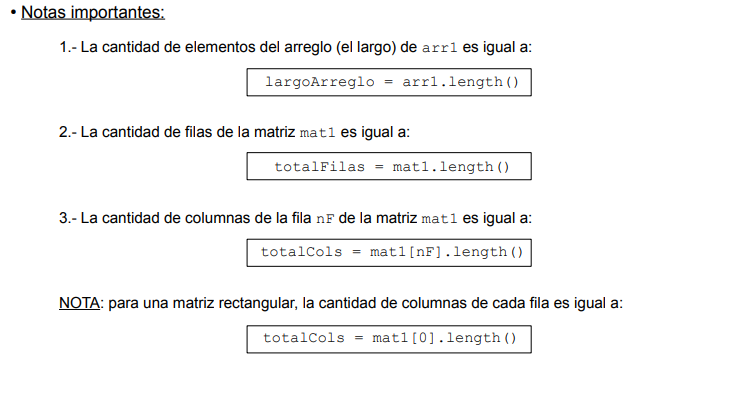 • Notas importantes:
1.- La cantidad de elementos del arreglo (el largo) de arr1 es igual a:
largoArreglo = arr1.length()
2.- La cantidad de filas de la matriz mat1 es igual a:
totalFilas = mat1.length()
3.- La cantidad de columnas de la fila nF de la matriz mat1 es igual a:
totalCols = mat1[nF].length()
NOTA: para una matriz rectangular, la cantidad de columnas de cada fila es igual a:
totalCols = mat1[0].length()